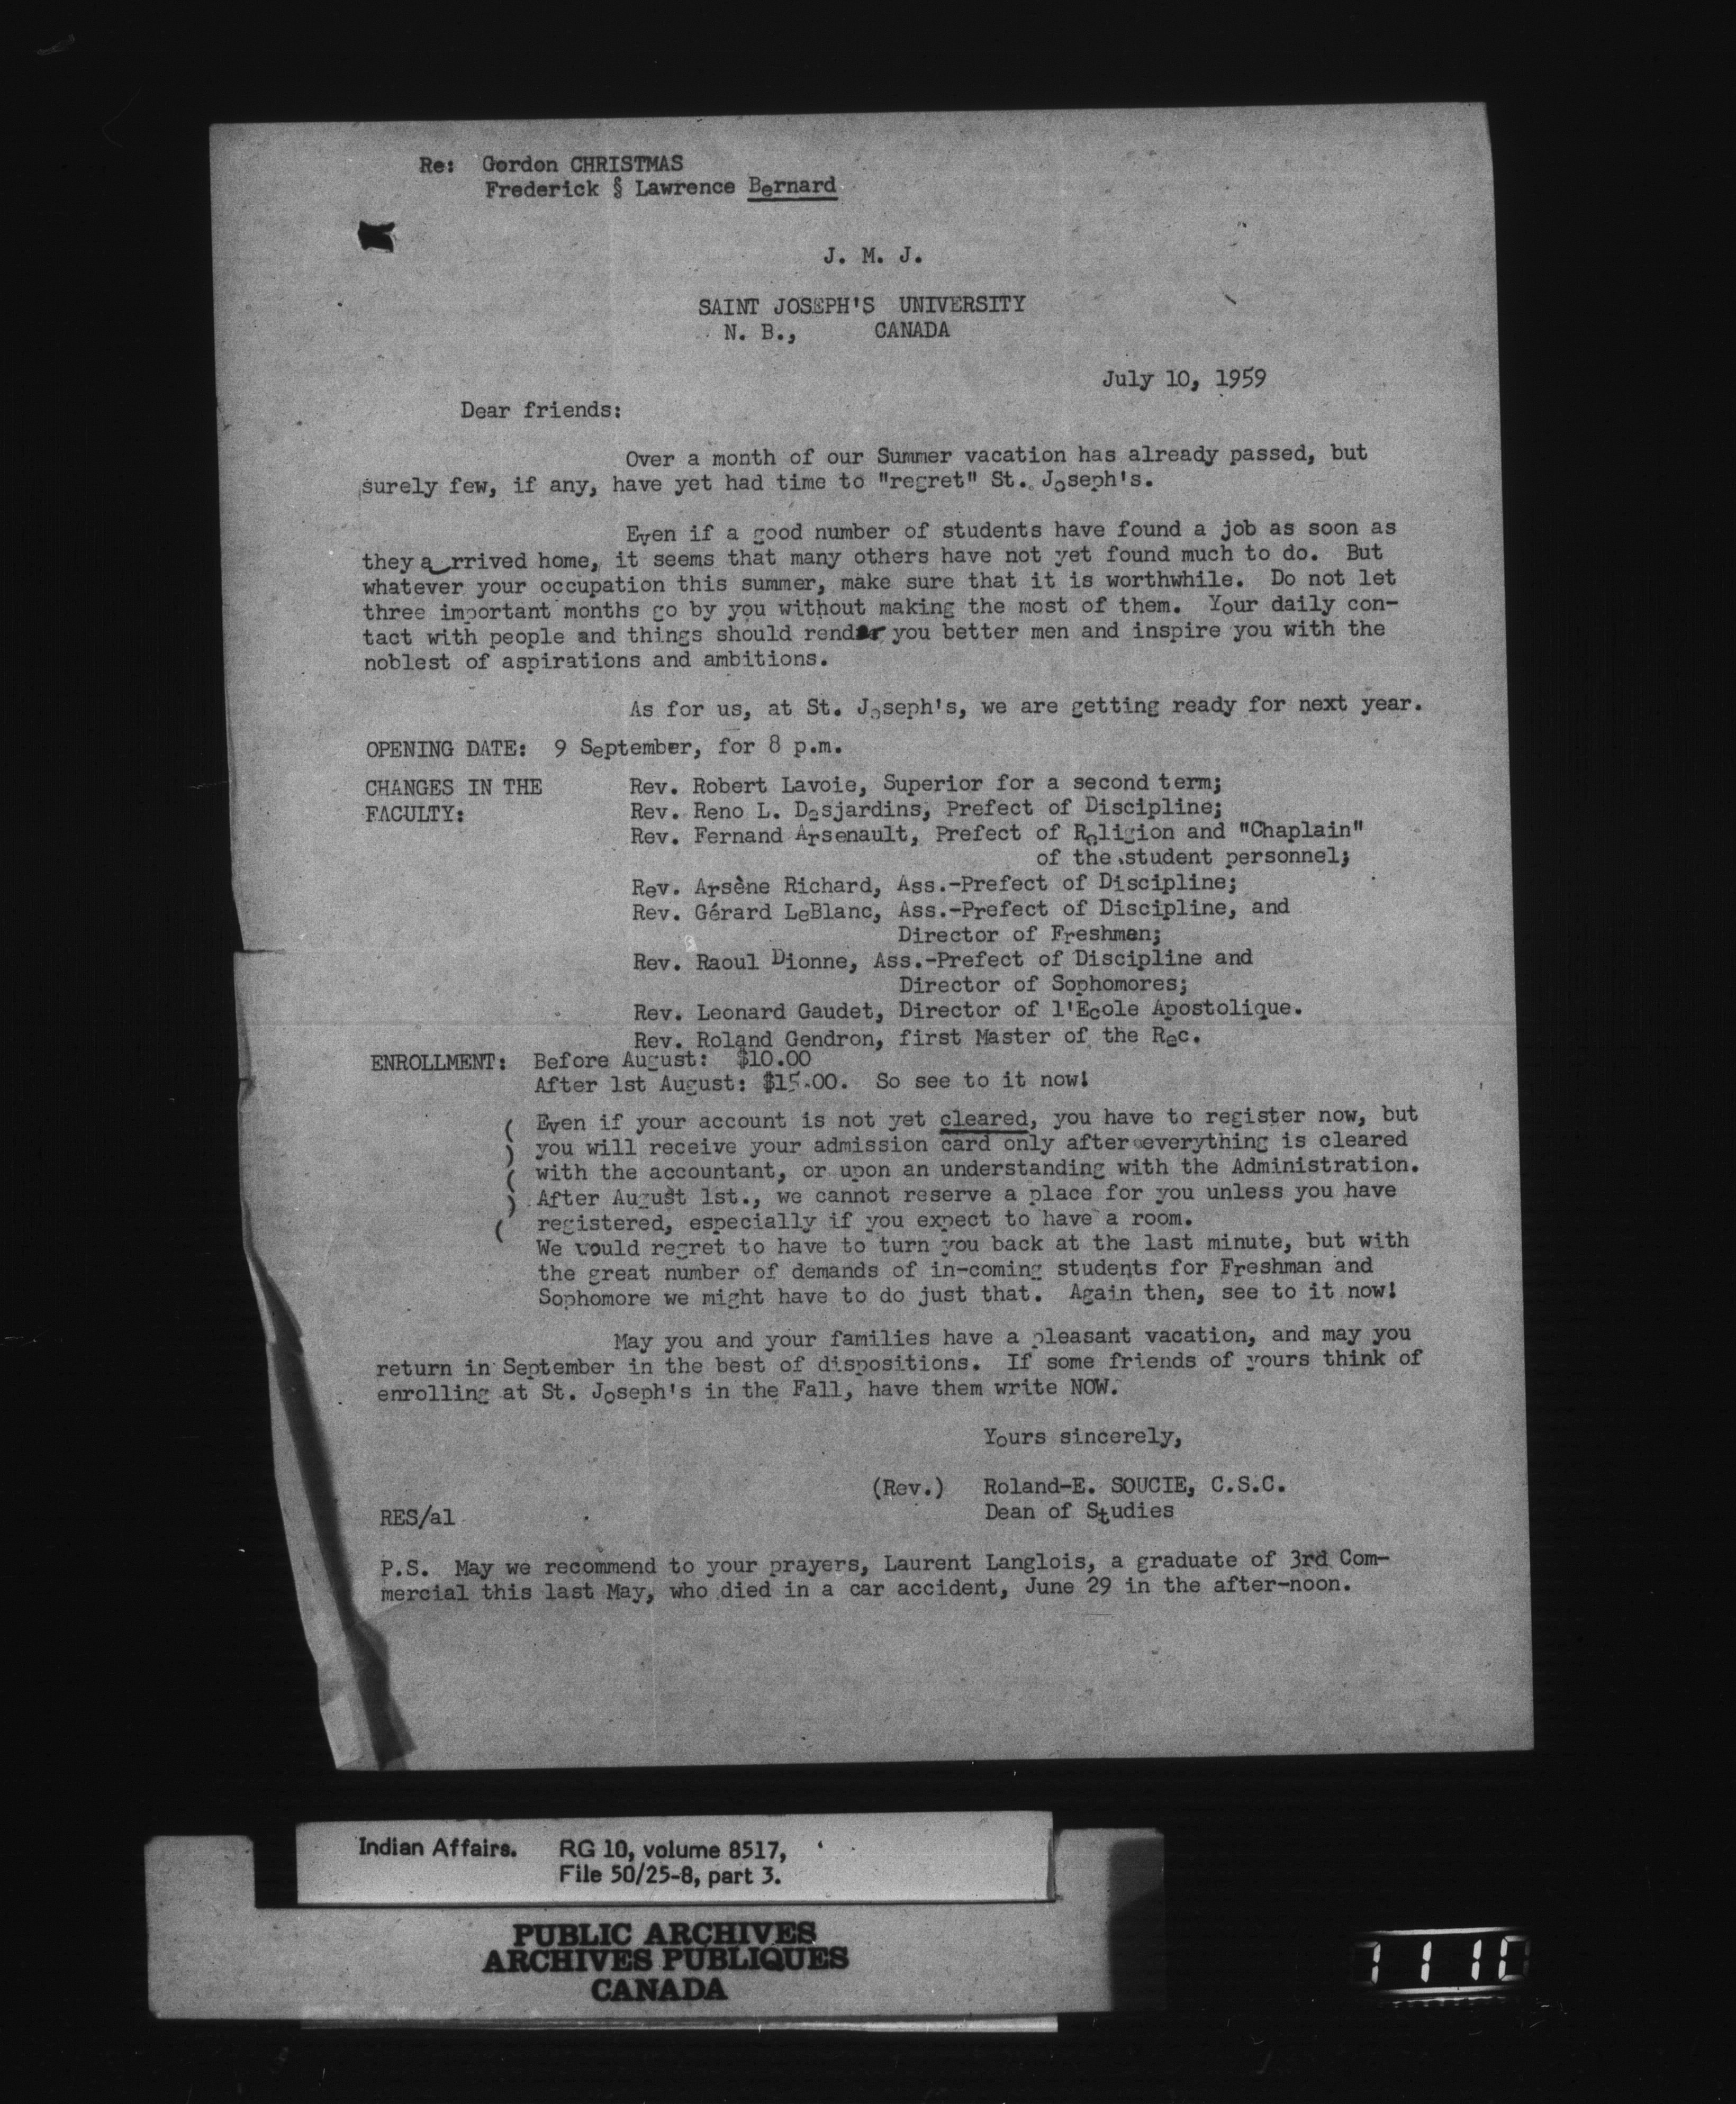 Re: Gordon CHRISTMAS
Frederick § Lawrence Bernard
J. M. J.
SAINT JOSEPH'S UNIVERSITY
N. B., CANADA
July 10, 1959
Dear friends:
Over a month of our Summer vacation has already passed, but
surely few, if any, have yet had time to "regret" St. Joseph's.
Even if a good number of students have found a job as soon as
they arrived home, it seems that many others have not yet found much to do. But
whatever your occupation this summer, make sure that it is worthwhile. Do not let
three important months go by you without making the most of them. Your daily con-
tact with people and things should render you better men and inspire you with the
noblest of aspirations and ambitions.
As for us, at St. Joseph's, we are getting ready for next year.
OPENING DATE: 9 September, for 8 p.m.
CHANGES IN THE Rev. Robert Lavoie, Superior for a second term;
FACULTY: Rev. Reno L. Desjardins, Prefect of Discipline;
Rev. Fernand Arsenault, Prefect of Religion and "Chaplain"
of the student personnel;
Rev. Arsène Richard, Ass.-Prefect of Discipline;
Rev. Gérard LeBlanc, Ass.-Prefect of Discipline, and
Director of Freshmen;
Rev. Raoul Dionne, Ass.-Prefect of Discipline and
Director of Sophomores;
Rev. Leonard Gaudet, Director of l'Ecole Apostolique.
Rev. Roland Gendron, first Master of the Rec.
ENROLLMENT: Before August: $10.00
After 1st August: $15.00. So see to it now!
( Even if your account is not yet cleared, you have to register now, but
) you will receive your admission card only after everything is cleared
( with the accountant, or upon an understanding with the Administration.
) After August 1st., we cannot reserve a place for you unless you have
( registered, especially if you expect to have a room.
We would regret to have to turn you back at the last minute, but with
the great number of demands of in-coming students for Freshman and
Sophomore we might have to do just that. Again then, see to it now!
May you and your families have a pleasant vacation, and may you
return in September in the best of dispositions. If some friends of yours think of
enrolling at St. Joseph's in the Fall, have them write NOW.
Yours sincerely,
(Rev.) Roland-E. SOUCIE, C.S.C.
RES/al Dean of Studies
P.S. May we recommend to your prayers, Laurent Langlois, a graduate of 3rd Com-
mercial this last May, who died in a car accident, June 29 in the after-noon.
Indian Affairs. RG 10, volume 8517,
File 50/25-8, part 3.
PUBLIC ARCHIVES
ARCHIVES PUBLIQUES
CANADA
1110